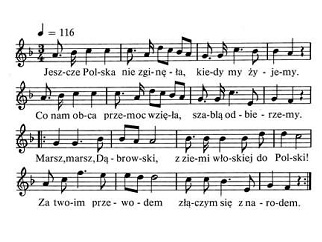 ♩ = 116
Jesz-cze Pol-ska nie zgi-nę-ła, kie-dy my ży-je-my.
Co nam ob-ca prze-moc wzię-ła, sza-blą od-bie-rze-my.
Marsz, marsz, Dą-brow-ski, z zie-mi wło-skiej do Pol-ski!
Za two-im prze-wo-dem złą-czym się z na-ro-dem.